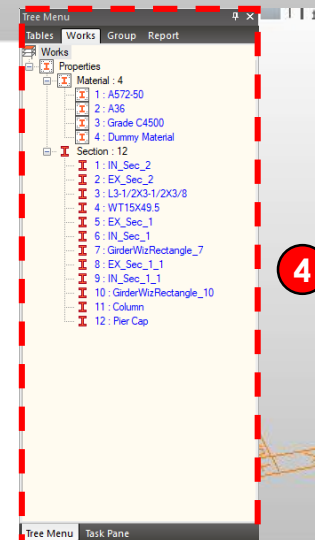 Tree Menu
Tables Works Group Report
Works
Properties
Material : 4
1 : A572-50
2 : A36
3 : Grade C4500
4 : Dummy Material
Section : 12
1 : IN_Sec_2
2 : EX_Sec_2
3 : L3-1/2X3-1/2X3/8
4 : WT15X49.5
5 : EX_Sec_1
6 : IN_Sec_1
7 : GirderWizRectangle_7
8 : EX_Sec_1_1
9 : IN_Sec_1_1
10 : GirderWizRectangle_10
11 : Column
12 : Pier Cap
4
Tree Menu Task Pane